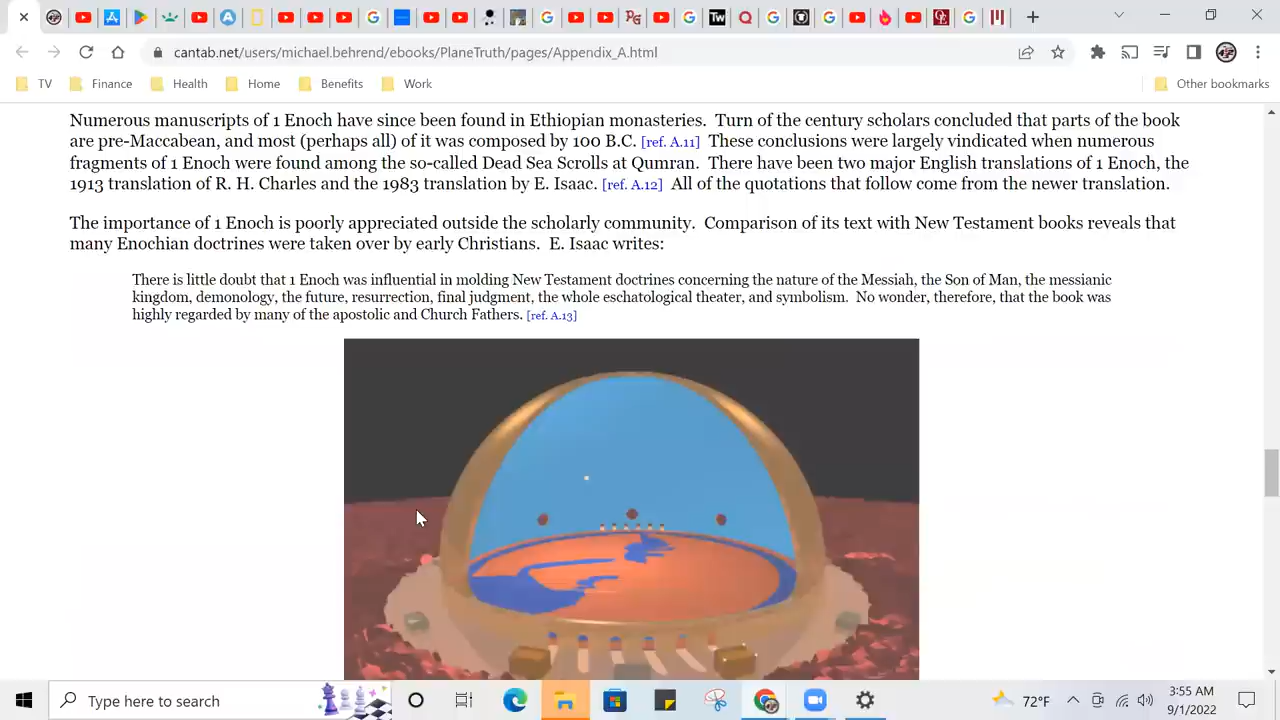 cantab.net/users/michael.behrend/ebooks/PlaneTruth/pages/Appendix_A.html
TV Finance Health Home Benefits Work Other bookmarks
Numerous manuscripts of 1 Enoch have since been found in Ethiopian monasteries. Turn of the century scholars concluded that parts of the book
are pre-Maccabean, and most (perhaps all) of it was composed by 100 B.C. [ref. A.11] These conclusions were largely vindicated when numerous
fragments of 1 Enoch were found among the so-called Dead Sea Scrolls at Qumran. There have been two major English translations of 1 Enoch, the
1913 translation of R. H. Charles and the 1983 translation by E. Isaac. [ref. A.12] All of the quotations that follow come from the newer translation.
The importance of 1 Enoch is poorly appreciated outside the scholarly community. Comparison of its text with New Testament books reveals that
many Enochian doctrines were taken over by early Christians. E. Isaac writes:
There is little doubt that 1 Enoch was influential in molding New Testament doctrines concerning the nature of the Messiah, the Son of Man, the messianic
kingdom, demonology, the future, resurrection, final judgment, the whole eschatological theater, and symbolism. No wonder, therefore, that the book was
highly regarded by many of the apostolic and Church Fathers. [ref. A.13]
Type here to search
72°F
3:55 AM
9/1/2022